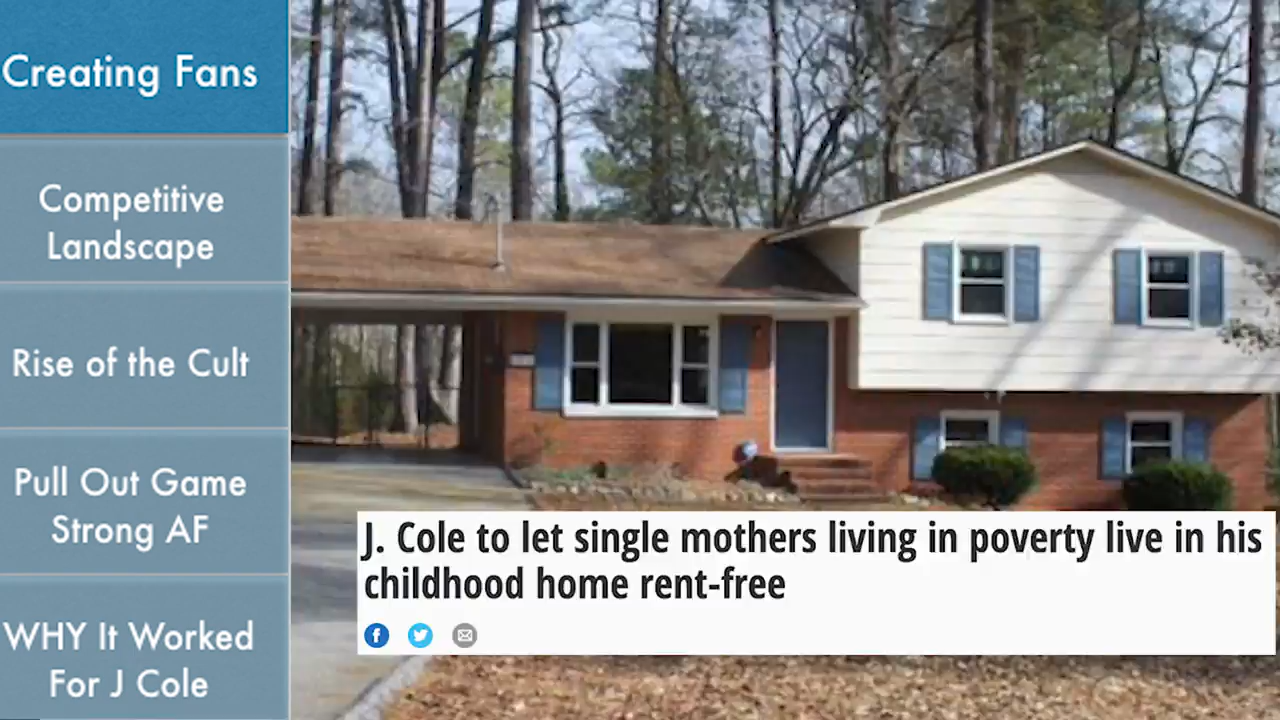 Creating Fans
Competitive
Landscape
Rise of the Cult
Pull Out Game
Strong AF
WHY It Worked
For J Cole
J. Cole to let single mothers living in poverty live in his
childhood home rent-free